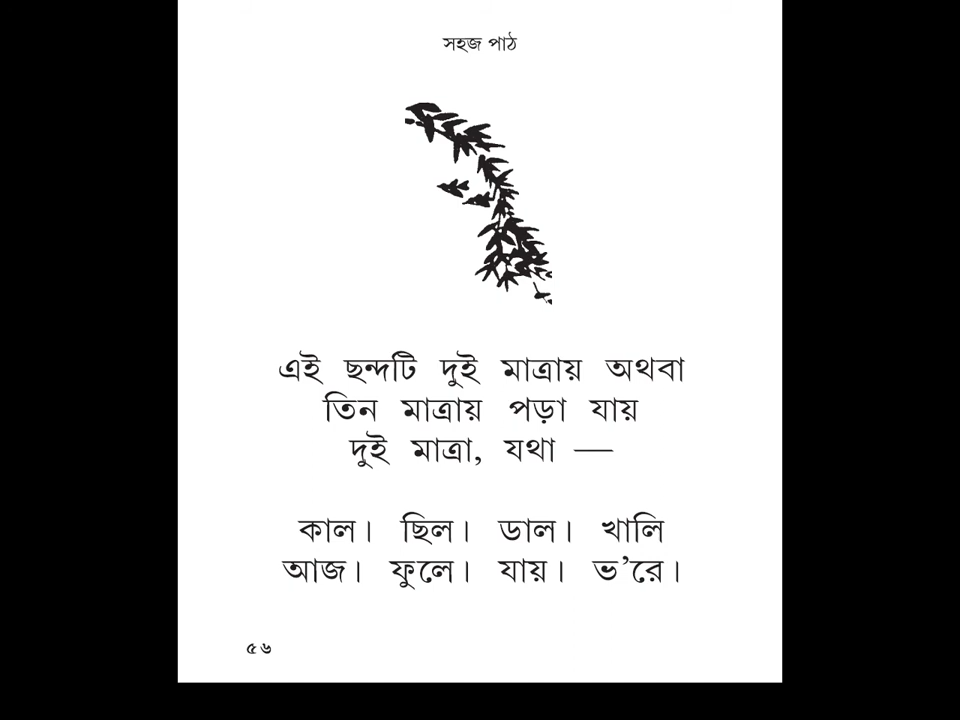 সহজ পাঠ
এই ছন্দটি দুই মাত্রায় অথবা
তিন মাত্রায় পড়া যায়
দুই মাত্রা, যথা —
কাল। ছিল। ডাল। খালি
আজ। ফুলে। যায়। ভ’রে।
৫৬